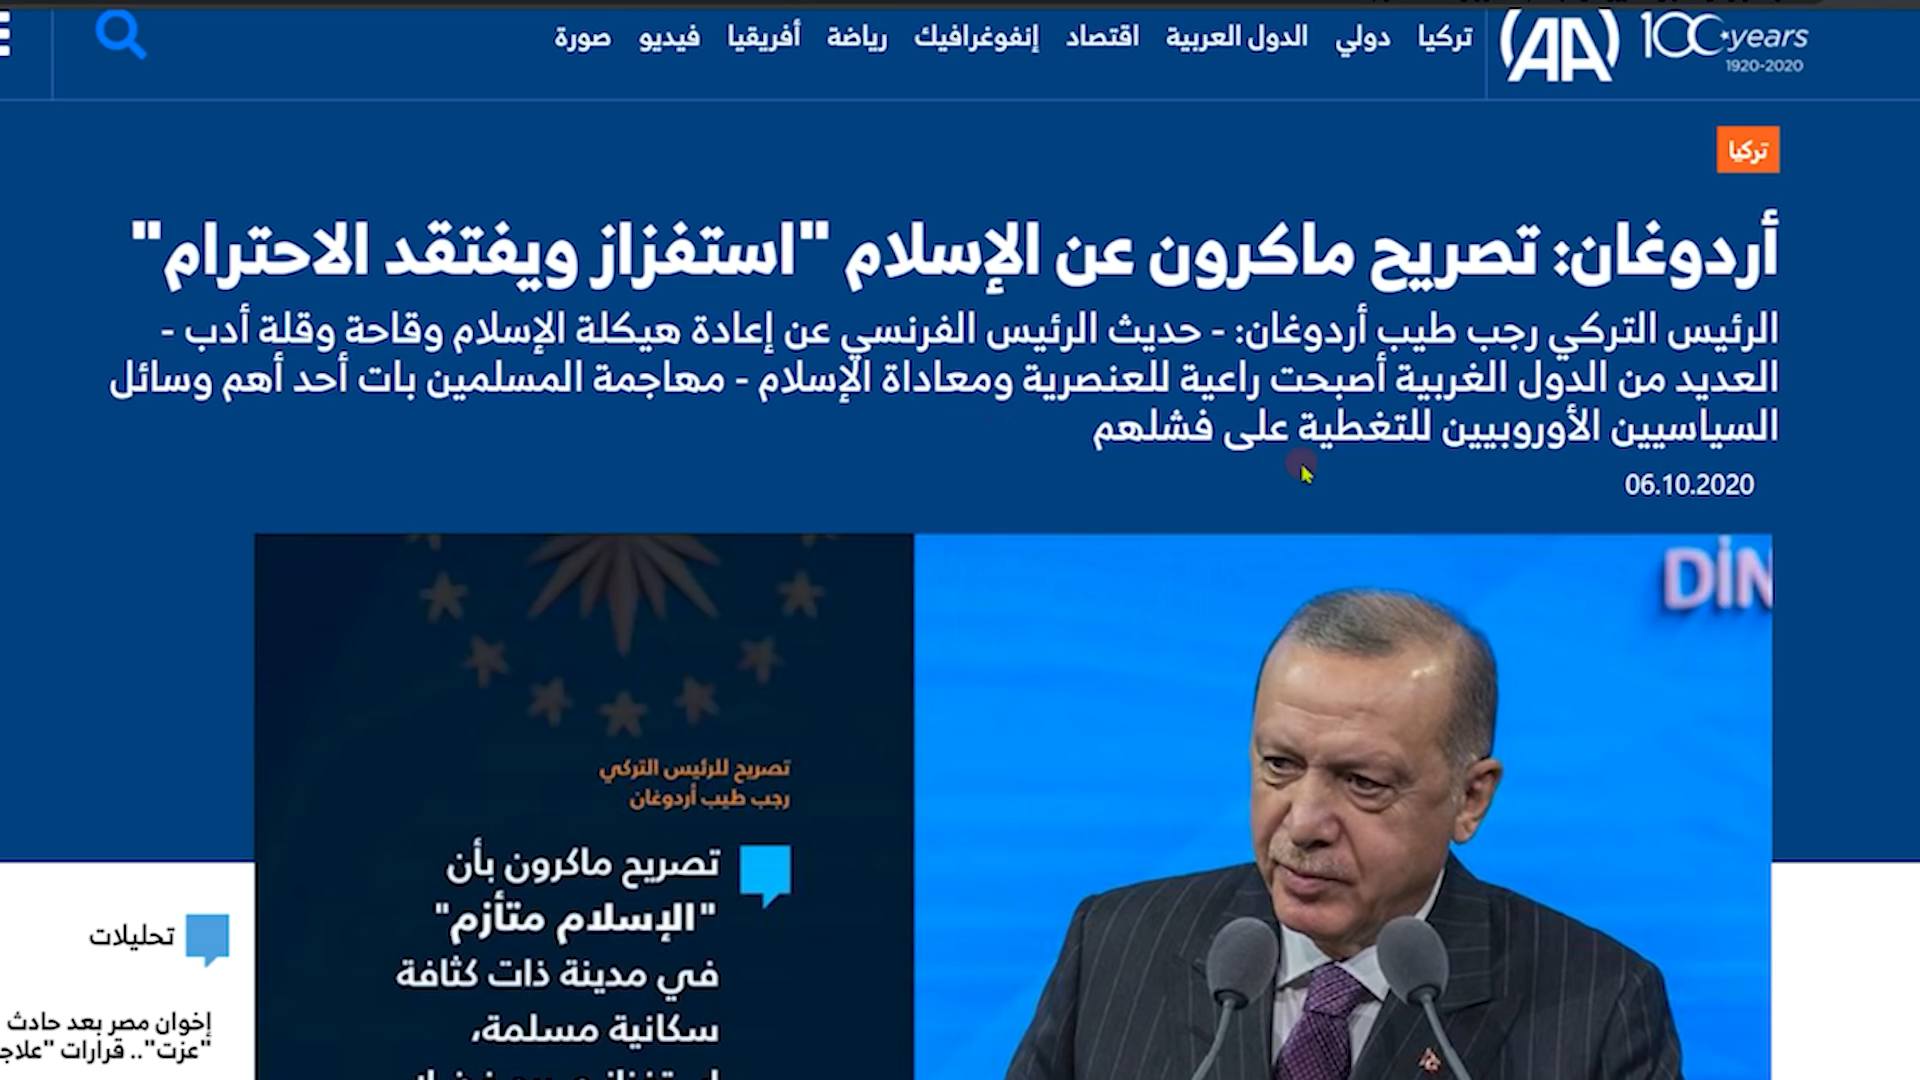 تركيا دولي الدول العربية اقتصاد إنفوغرافيك رياضة أفريقيا فيديو صورة
AA 100 years
1920-2020
تركيا
أردوغان: تصريح ماكرون عن الإسلام "استفزاز ويفتقد الاحترام"
الرئيس التركي رجب طيب أردوغان: - حديث الرئيس الفرنسي عن إعادة هيكلة الإسلام وقاحة وقلة أدب -
العديد من الدول الغربية أصبحت راعية للعنصرية ومعاداة الإسلام - مهاجمة المسلمين بات أحد أهم وسائل
السياسيين الأوروبيين للتغطية على فشلهم
06.10.2020
DİN
تصريح للرئيس التركي
رجب طيب أردوغان
تصريح ماكرون بأن
"الإسلام متأزم"
في مدينة ذات كثافة
سكانية مسلمة،
تحليلات
إخوان مصر بعد حادث
"عزت".. قرارات "علاج